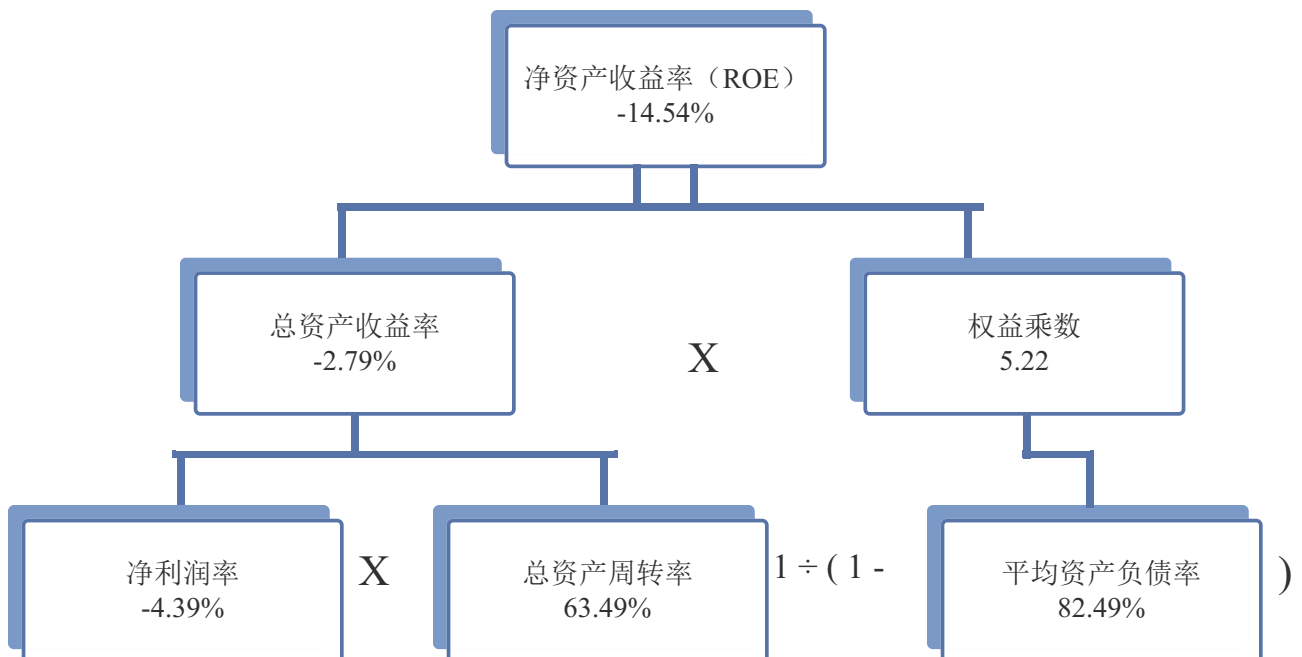 净资产收益率（ROE）
-14.54%
总资产收益率
-2.79%
X
权益乘数
5.22
净利润率
-4.39%
X
总资产周转率
63.49%
1 ÷ ( 1 -
平均资产负债率
82.49%
)